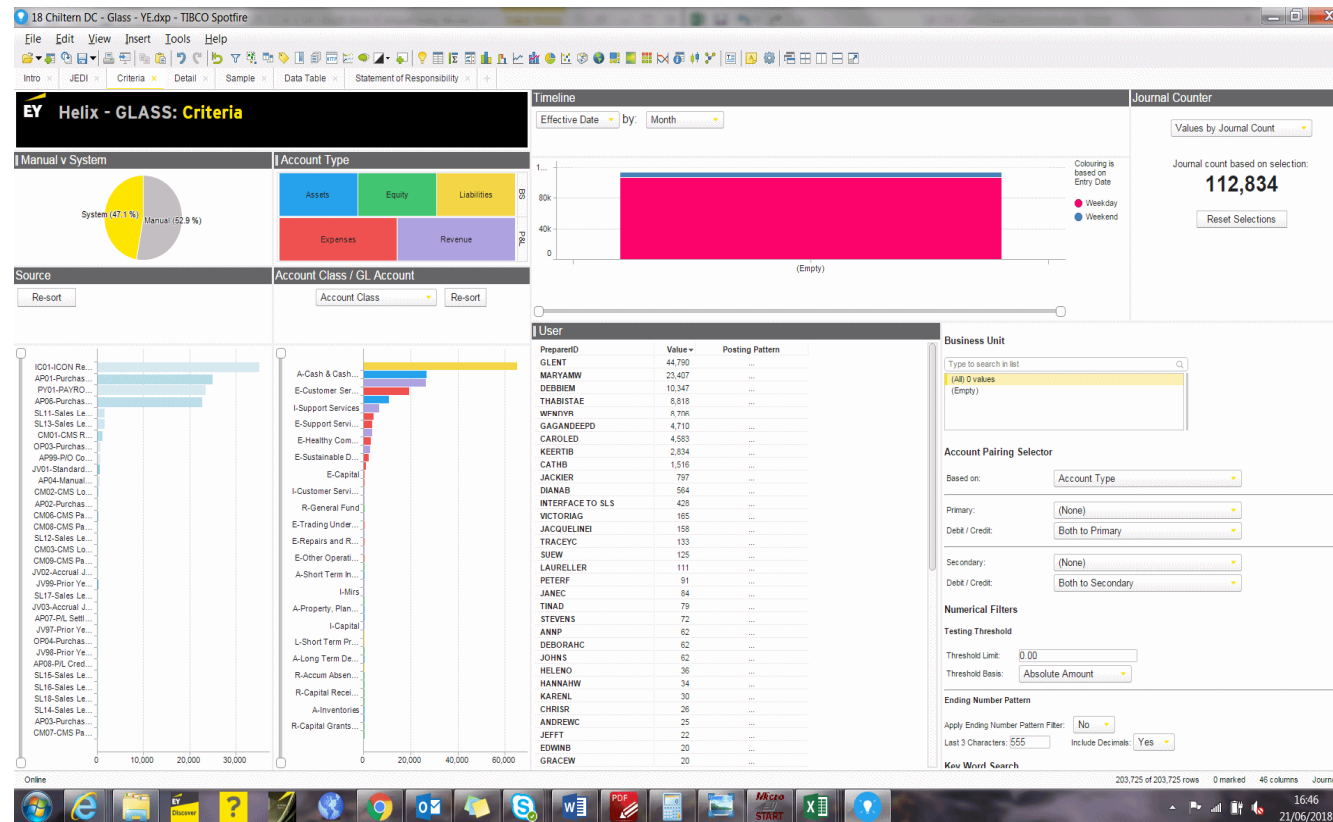 18 Chiltern DC - Glass - YE.dxp - TIBCO Spotfire
File Edit View Insert Tools Help
Intro JEDI Criteria Detail Sample Data Table Statement of Responsibility
EY Helix - GLASS: Criteria
Timeline
Effective Date by: Month
Journal Counter
Values by Journal Count
Journal count based on selection:
112,834
Reset Selections
Manual v System
System (47.1 %) Manual (52.9 %)
Account Type
Assets Equity Liabilities BS
Expenses Revenue P&L
1...
80k
40k
0
(Empty)
Colouring is
based on
Entry Date
Weekday
Weekend
Source
Re-sort
Account Class / GL Account
Account Class Re-sort
IC01-ICON Re...
AP01-Purchas...
PY01-PAYRO...
AP06-Purchas...
SL11-Sales Le...
SL13-Sales Le...
CM01-CMS R...
OP03-Purchas...
AP99-P/O Co...
JV01-Standard...
AP04-Manual...
CM02-CMS Lo...
AP02-Purchas...
CM06-CMS Pa...
CM08-CMS Pa...
SL12-Sales Le...
CM03-CMS Lo...
CM09-CMS Pa...
JV02-Accrual J...
JV99-Prior Ye...
SL17-Sales Le...
JV03-Accrual J...
AP07-P/L Settl...
JV97-Prior Ye...
OP04-Purchas...
JV98-Prior Ye...
AP08-P/L Cred...
SL15-Sales Le...
SL16-Sales Le...
SL18-Sales Le...
SL14-Sales Le...
AP03-Purchas...
CM07-CMS Pa...
0 10,000 20,000 30,000
A-Cash & Cash...
E-Customer Ser...
I-Support Services
E-Support Servi...
E-Healthy Com...
E-Sustainable D...
E-Capital
I-Customer Servi...
R-General Fund
E-Trading Under...
E-Repairs and R...
E-Other Operati...
A-Short Term In...
I-Mirs
A-Property, Plan...
I-Capital
L-Short Term Pr...
A-Long Term De...
R-Accum Absen...
R-Capital Recei...
A-Inventories
R-Capital Grants...
0 20,000 40,000 60,000
User
PreparerID Value Posting Pattern
GLENT 44,790
MARYAMW 23,407 ...
DEBBIEM 10,347 ...
THABISTAE 8,818 ...
WENDYB 8,706
GAGANDEEPD 4,710 ...
CAROLED 4,583 ...
KEERTIB 2,834 ...
CATHB 1,516 ...
JACKIER 797 ...
DIANAB 564 ...
INTERFACE TO SLS 428 ...
VICTORIAG 165 ...
JACQUELINEI 158 ...
TRACEYC 133 ...
SUEW 125 ...
LAURELLER 111 ...
PETERF 91 ...
JANEC 84 ...
TINAD 79 ...
STEVENS 72 ...
ANNP 62 ...
DEBORAHC 62 ...
JOHNS 62 ...
HELENO 36 ...
HANNAHW 34 ...
KARENL 30 ...
CHRISR 26 ...
ANDREWC 25 ...
JEFFT 22 ...
EDWINB 20 ...
GRACEW 20 ...
Business Unit
Type to search in list
(All) 0 values
(Empty)
Account Pairing Selector
Based on: Account Type
Primary: (None)
Debit / Credit: Both to Primary
Secondary: (None)
Debit / Credit: Both to Secondary
Numerical Filters
Testing Threshold
Threshold Limit: 0.00
Threshold Basis: Absolute Amount
Ending Number Pattern
Apply Ending Number Pattern Filter: No
Last 3 Characters: 555 Include Decimals: Yes
Key Word Search
Online
203,725 of 203,725 rows 0 marked 46 columns Journ
EY Discover
PDF
Micro START
16:46
21/06/2018